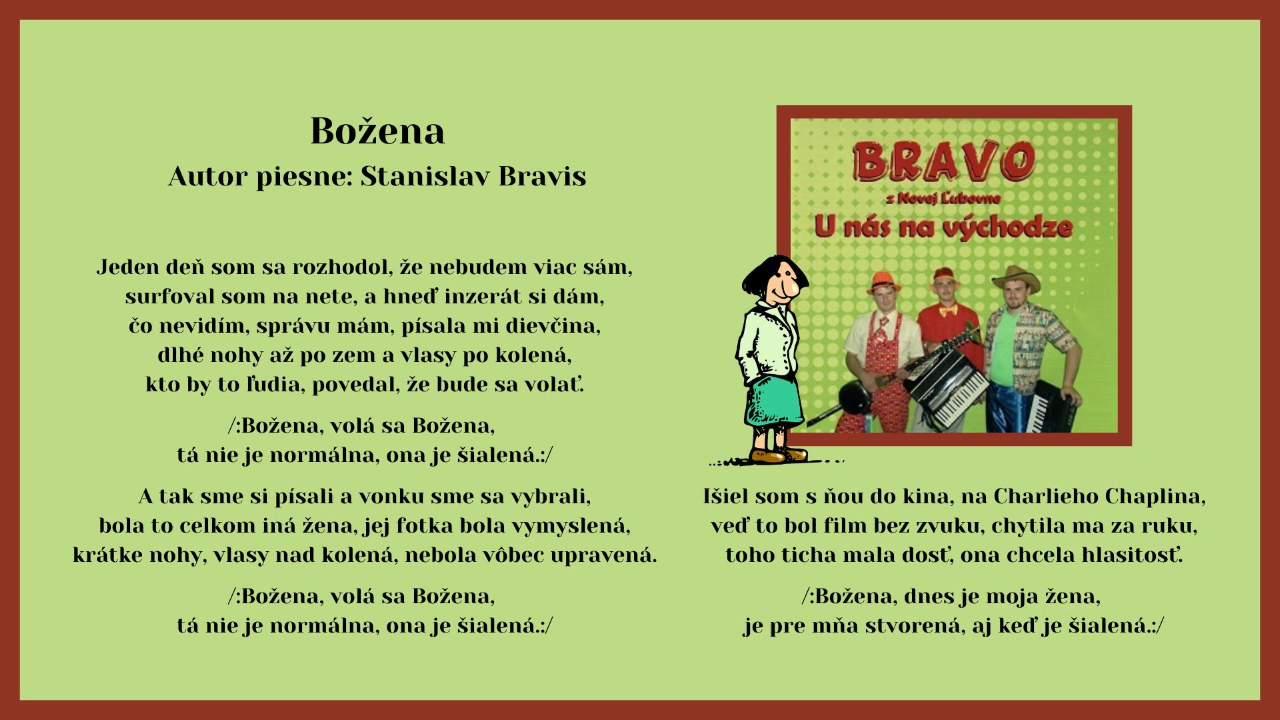 Božena
Autor piesne: Stanislav Bravis
Jeden deň som sa rozhodol, že nebudem viac sám,
surfoval som na nete, a hneď inzerát si dám,
čo nevidím, správu mám, písala mi dievčina,
dlhé nohy až po zem a vlasy po kolená,
kto by to ľudia, povedal, že bude sa volať.
/:Božena, volá sa Božena,
tá nie je normálna, ona je šialená.:/
A tak sme si písali a vonku sme sa vybrali,
bola to celkom iná žena, jej fotka bola vymyslená,
krátke nohy, vlasy nad kolená, nebola vôbec upravená.
/:Božena, volá sa Božena,
tá nie je normálna, ona je šialená.:/
BRAVO
z Novej Ľubovne
U nás na východze
Išiel som s ňou do kina, na Charlieho Chaplina,
veď to bol film bez zvuku, chytila ma za ruku,
toho ticha mala dosť, ona chcela hlasitosť.
/:Božena, dnes je moja žena,
je pre mňa stvorená, aj keď je šialená.:/